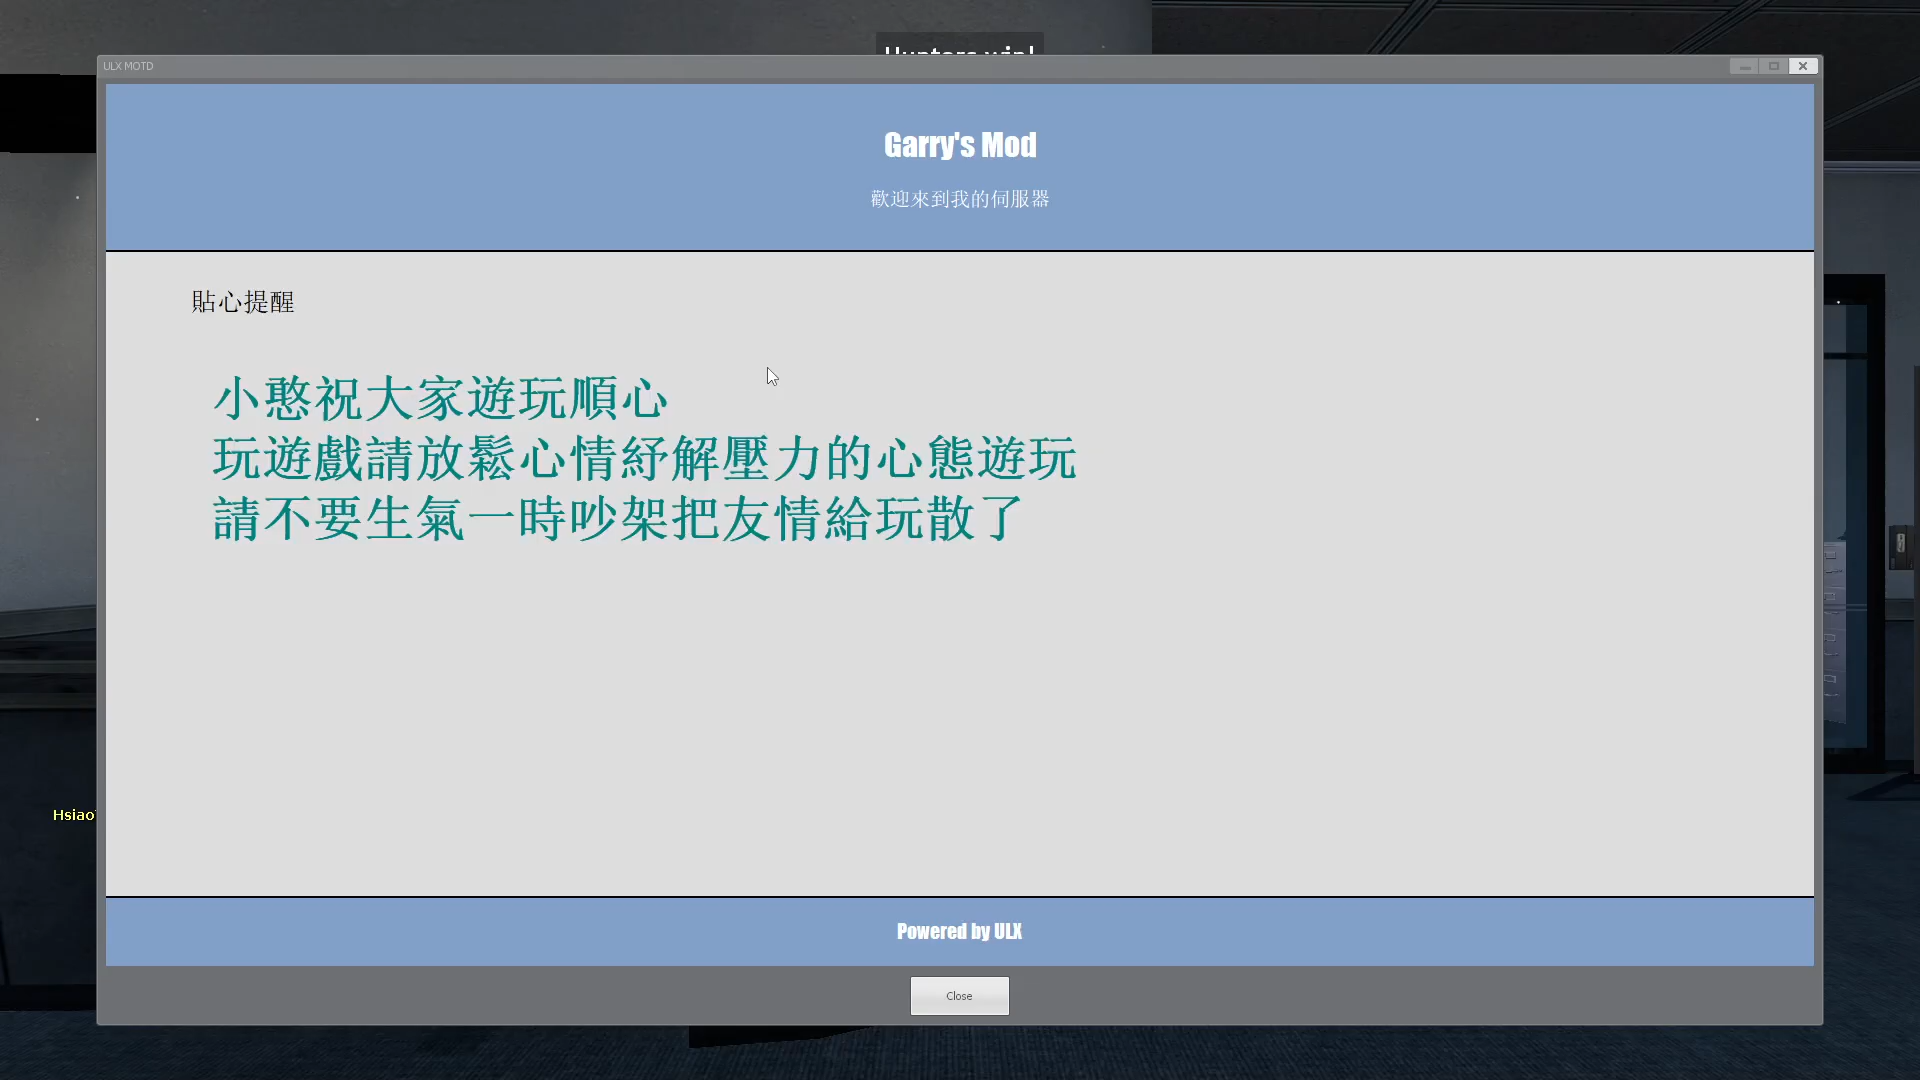 Hunters win!
ULX MOTD
Garry's Mod
歡迎來到我的伺服器
貼心提醒
小憨祝大家遊玩順心
玩遊戲請放鬆心情紓解壓力的心態遊玩
請不要生氣一時吵架把友情給玩散了
Hsiao
Powered by ULX
Close